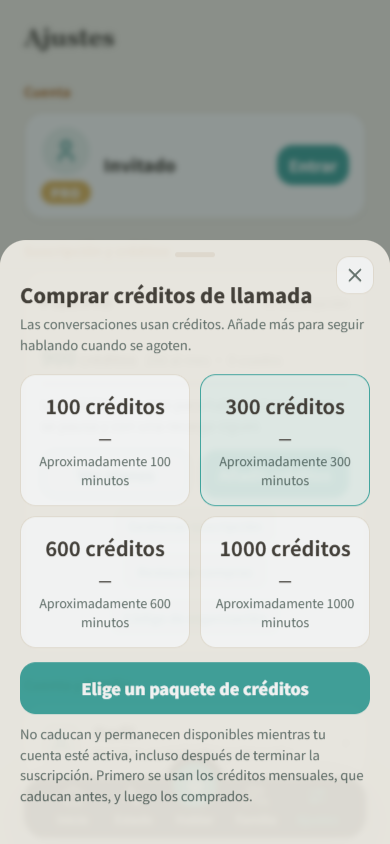 Ajustes
Cuenta
Invitado
Entrar
Comprar créditos de llamada
Las conversaciones usan créditos. Añade más para seguir
hablando cuando se agoten.
100 créditos
—
Aproximadamente 100
minutos
300 créditos
—
Aproximadamente 300
minutos
600 créditos
—
Aproximadamente 600
minutos
1000 créditos
—
Aproximadamente 1000
minutos
Elige un paquete de créditos
No caducan y permanecen disponibles mientras tu
cuenta esté activa, incluso después de terminar la
suscripción. Primero se usan los créditos mensuales, que
caducan antes, y luego los comprados.